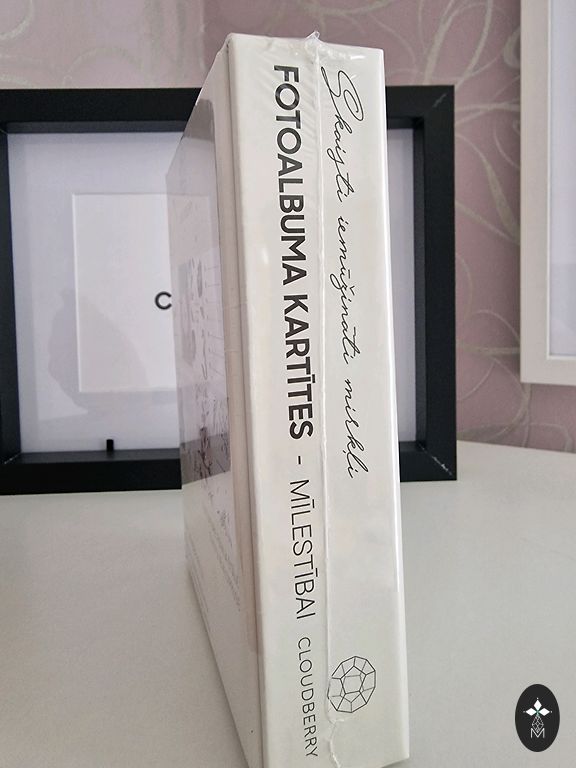 Skaisti iemūžināti mirkļi
FOTOALBUMA KARTĪTES - MĪLESTĪBAI CLOUDBERRY
C
M